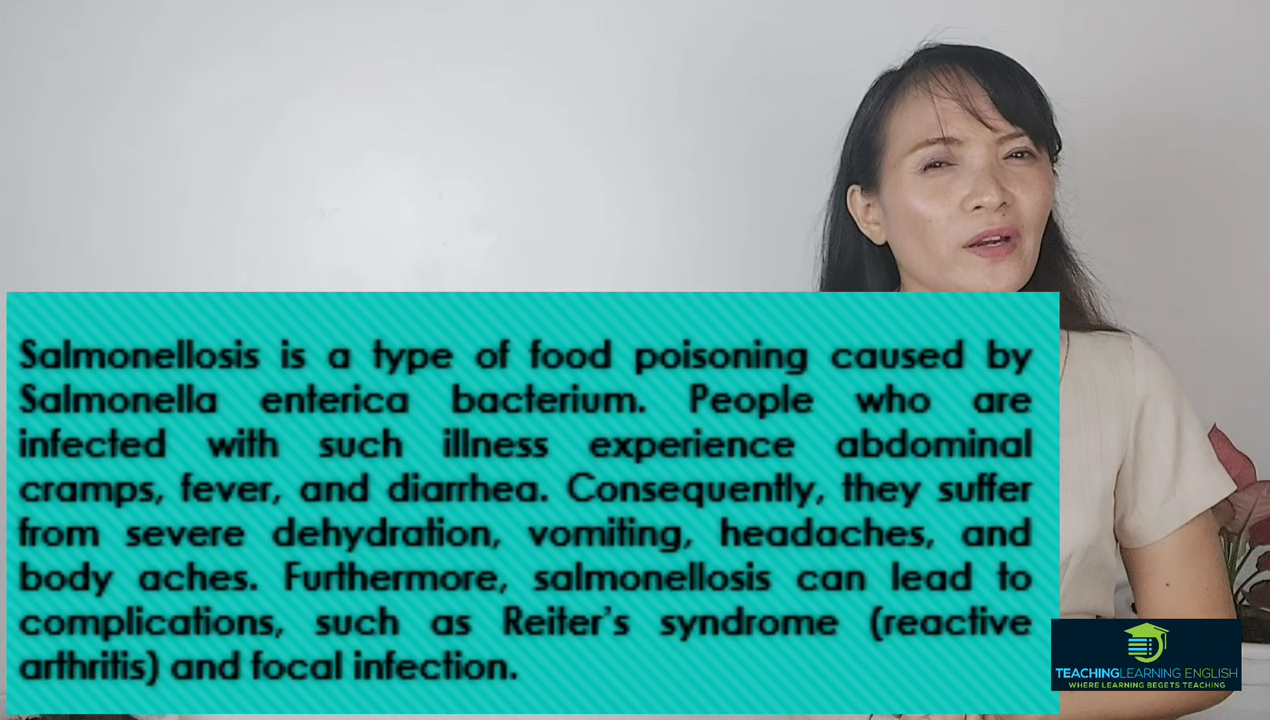 Salmonellosis is a type of food poisoning caused by
Salmonella enterica bacterium. People who are
infected with such illness experience abdominal
cramps, fever, and diarrhea. Consequently, they suffer
from severe dehydration, vomiting, headaches, and
body aches. Furthermore, salmonellosis can lead to
complications, such as Reiter's syndrome (reactive
arthritis) and focal infection.
TEACHINGLEARNING ENGLISH
WHERE LEARNING BEGETS TEACHING